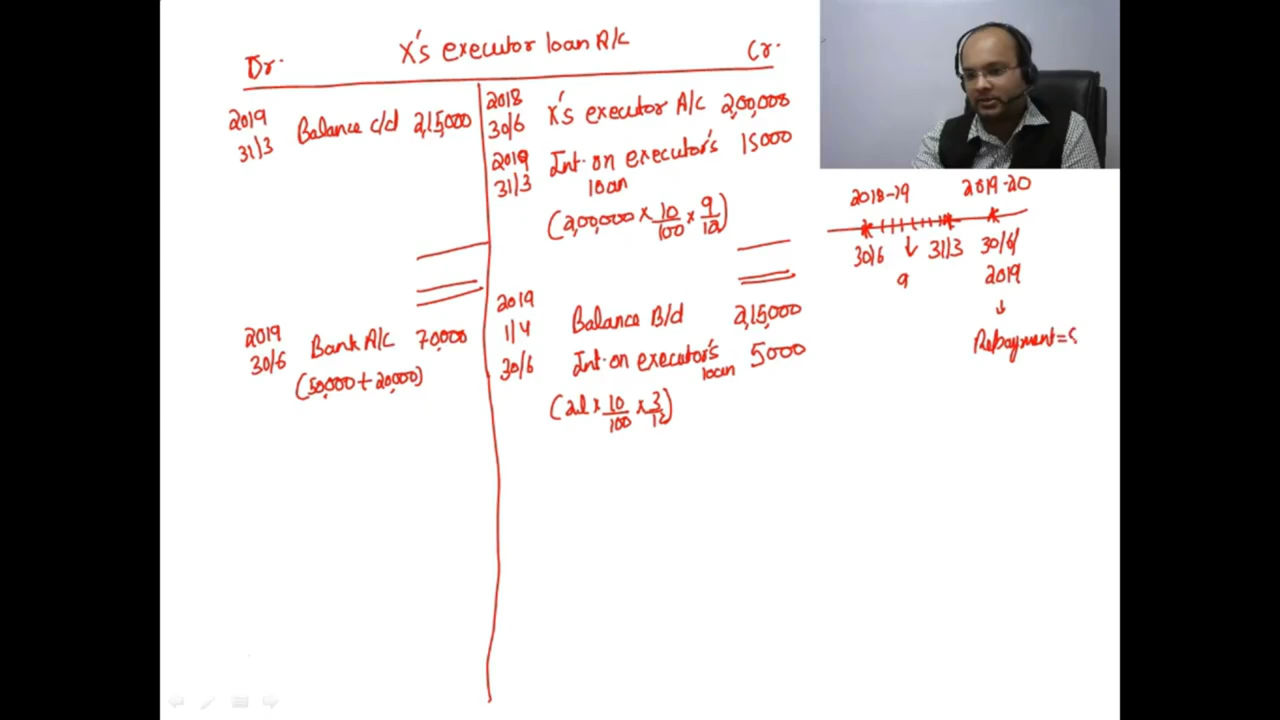 X's executor loan A/c
Dr.
Cr.
2019
31/3 Balance c/d 2,15,000
2018
30/6 X's executor A/c 2,00,000
2019
31/3 Int. on executor's 15000
loan
(2,00,000 × 10/100 × 9/12)
2019
30/6 Bank A/c 70,000
(50,000 + 20,000)
2019
1/4 Balance B/d 2,15,000
30/6 Int. on executor's 5000
loan
(2L × 10/100 × 3/12)
2018-19 2019-20
30/6 31/3 30/6/
9 2019
Repayment=